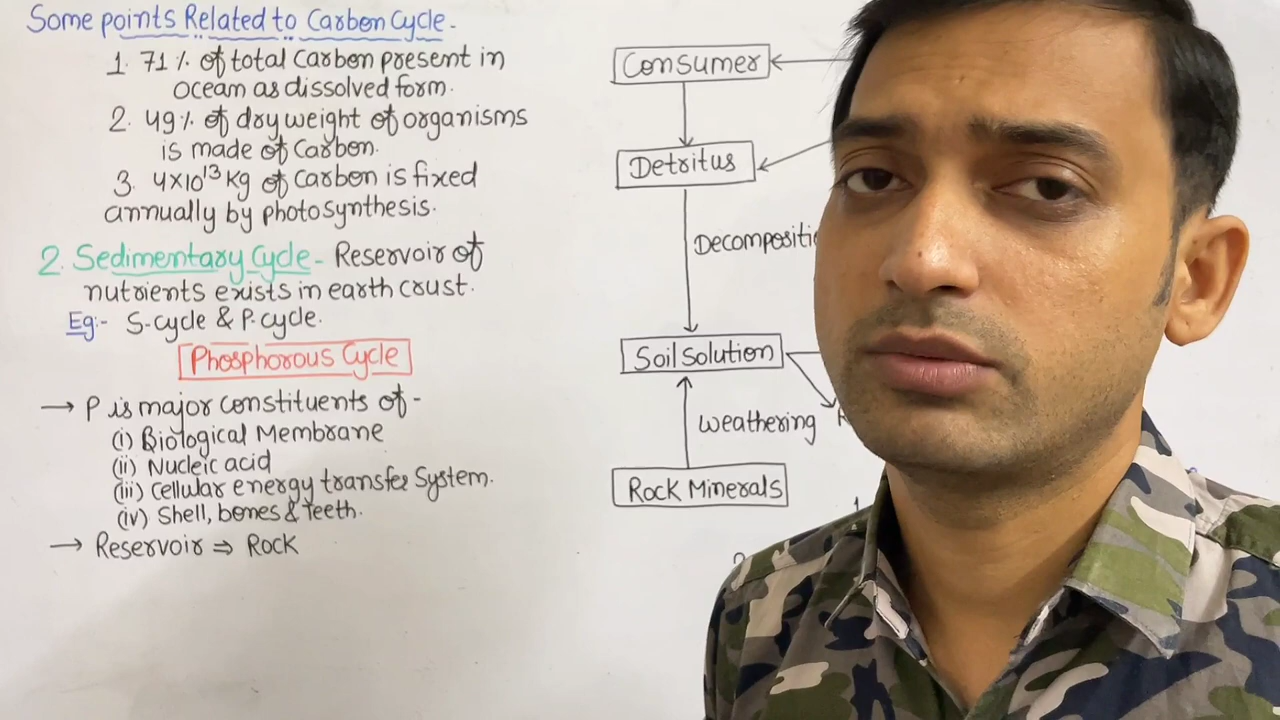 Some points Related to Carbon Cycle -
1. 71% of total Carbon present in
ocean as dissolved form.
2. 49% of dry weight of organisms
is made of Carbon.
3. 4×10¹³ Kg of Carbon is fixed
annually by photosynthesis.
2. Sedimentary Cycle - Reservoir of
nutrients exists in earth crust.
Eg:- S-cycle & P-cycle.
Phosphorous Cycle
→ P is major constituents of -
(i) Biological Membrane
(ii) Nucleic acid
(iii) Cellular energy transfer System.
(iv) Shell, bones & Teeth.
→ Reservoir ⇒ Rock
Consumer
Detritus
Soil solution
weathering
Rock Minerals